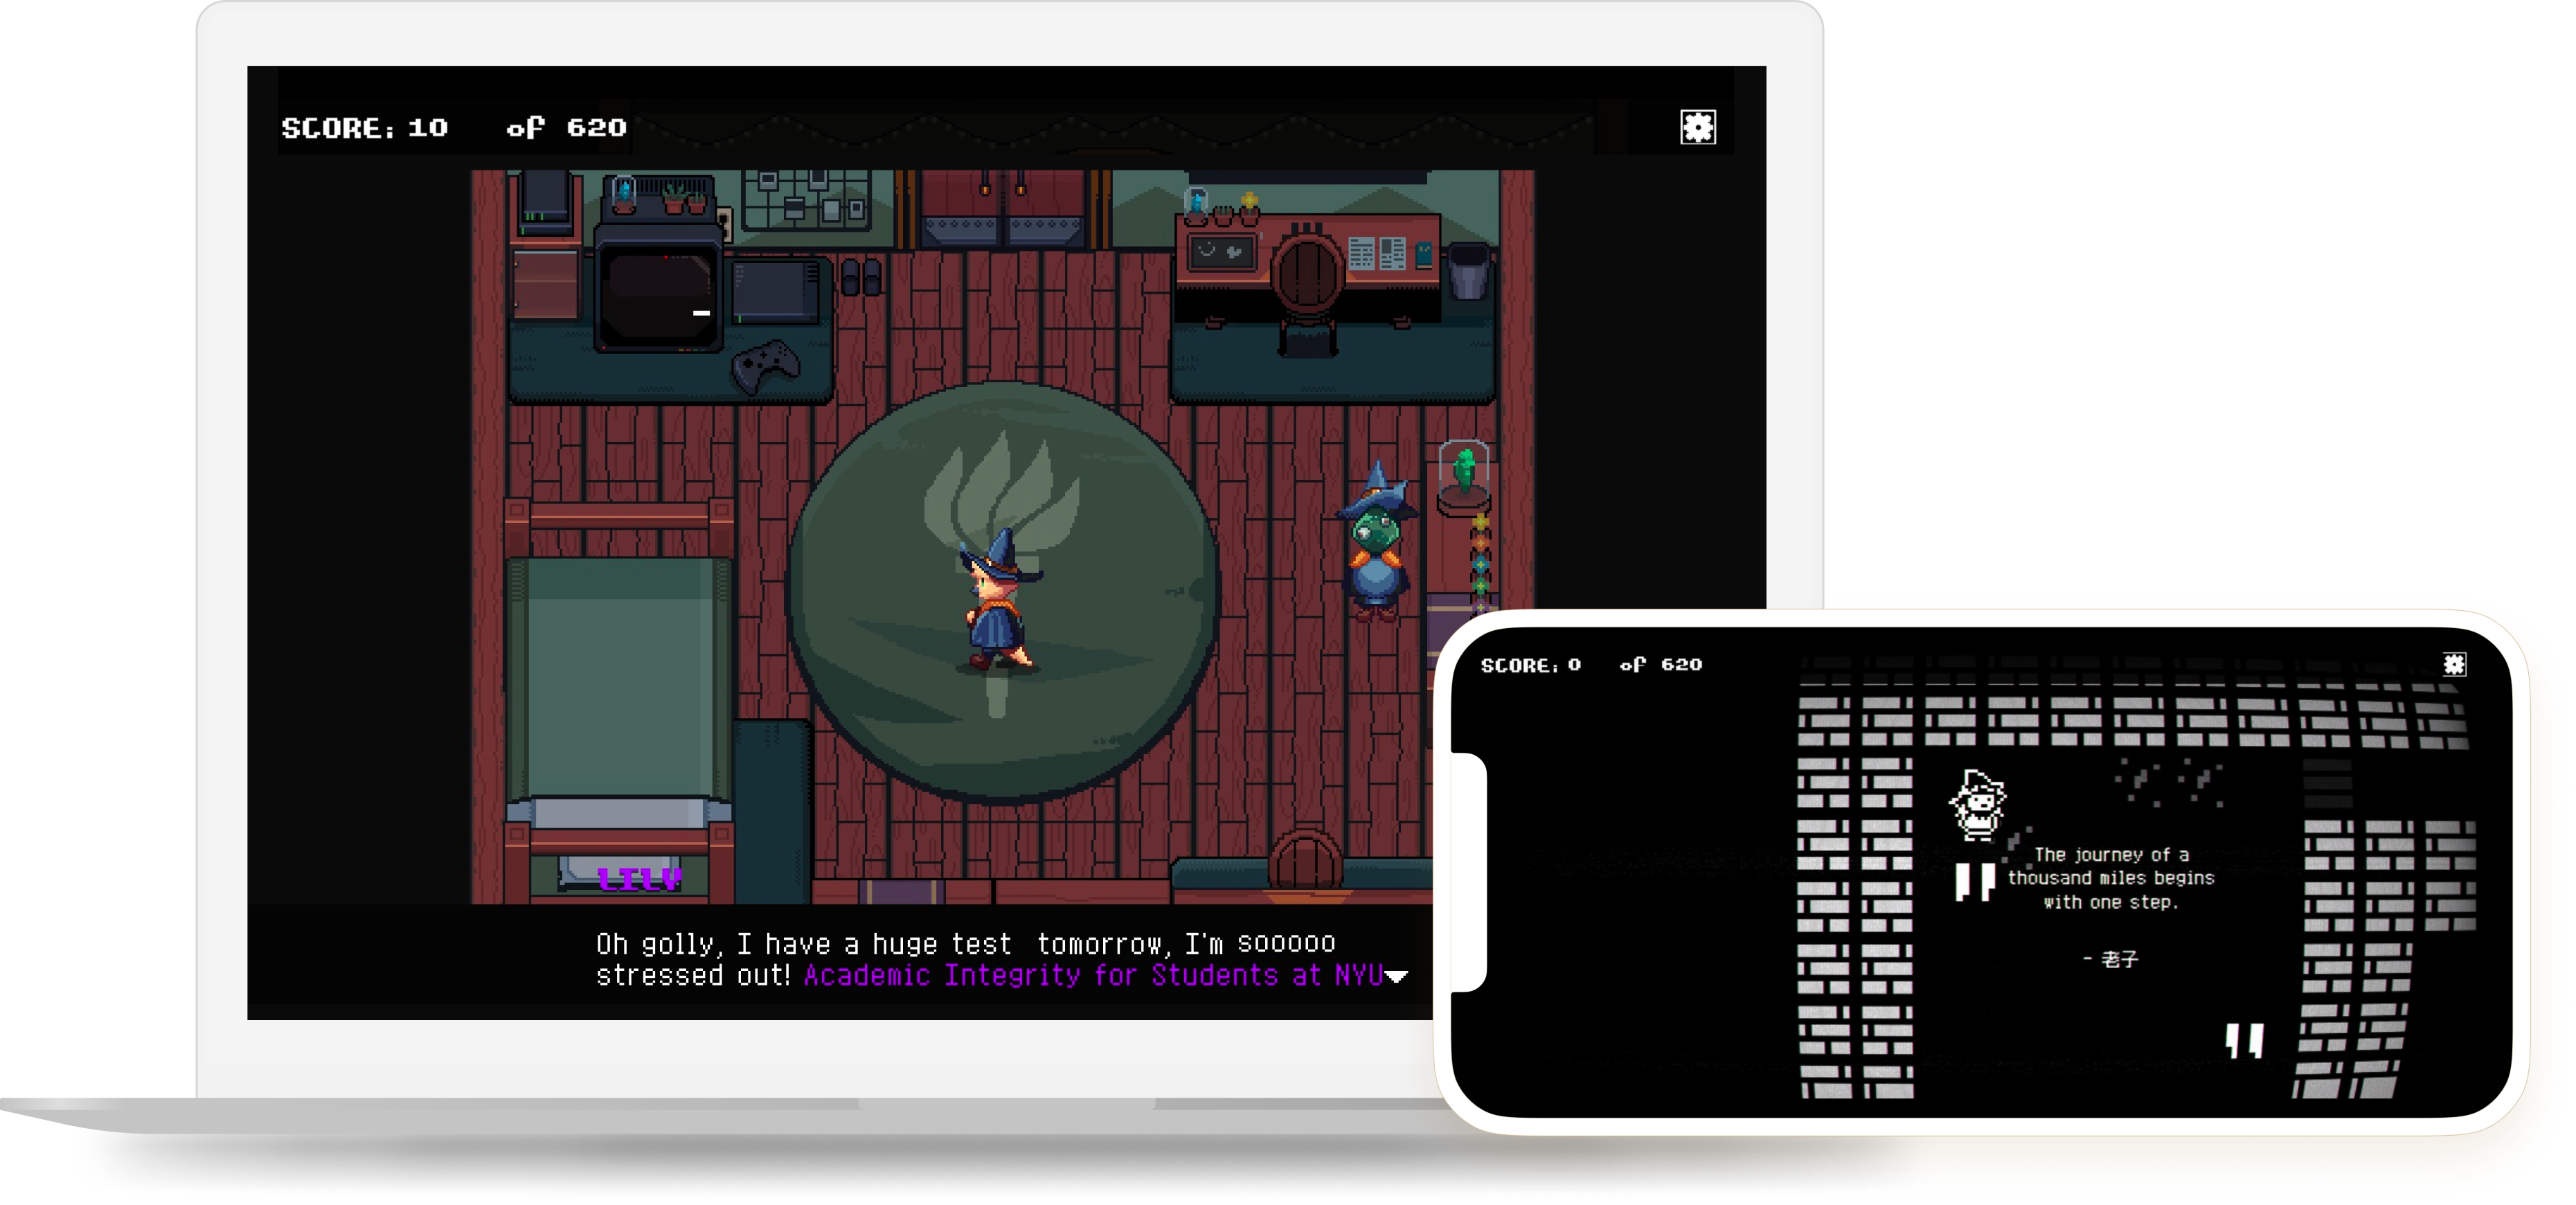 SCORE: 10 of 620
LILY
Oh golly, I have a huge test tomorrow, I'm sooooo
stressed out! Academic Integrity for Students at NYU
SCORE: 0 of 620
"
The journey of a
thousand miles begins
with one step.
- 老子
"